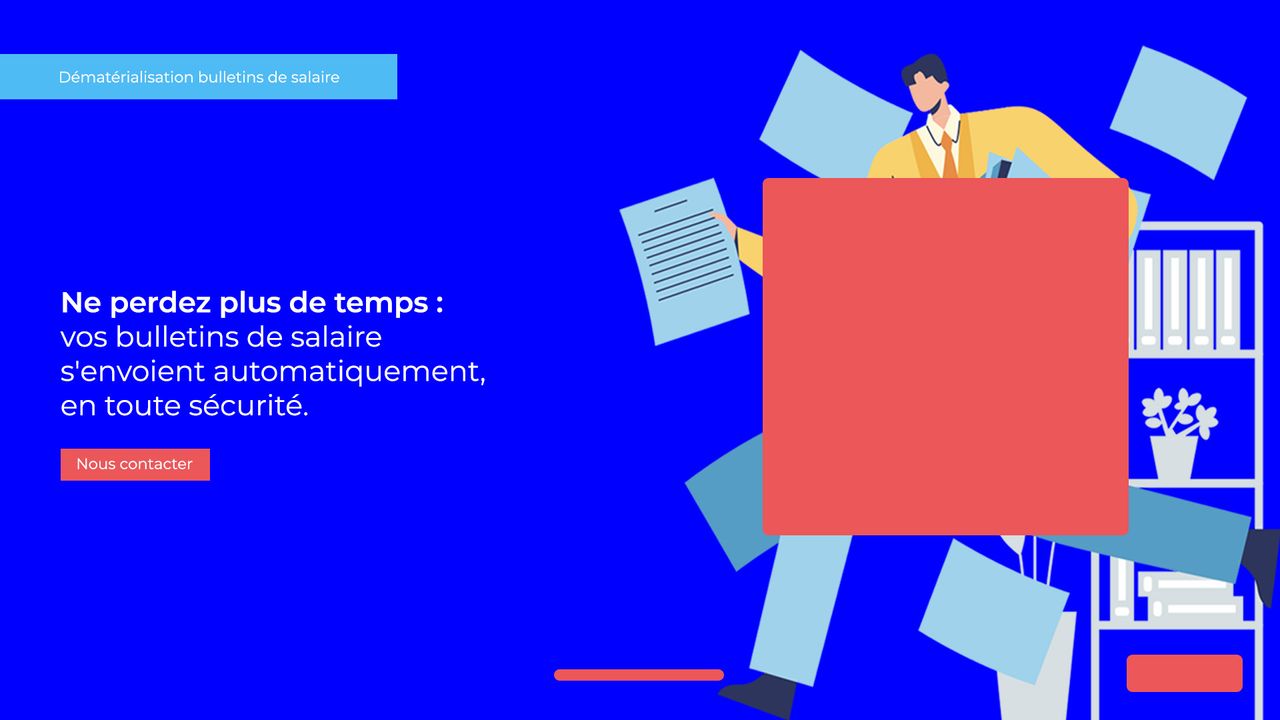 Dématérialisation bulletins de salaire
Ne perdez plus de temps :
vos bulletins de salaire
s'envoient automatiquement,
en toute sécurité.
Nous contacter